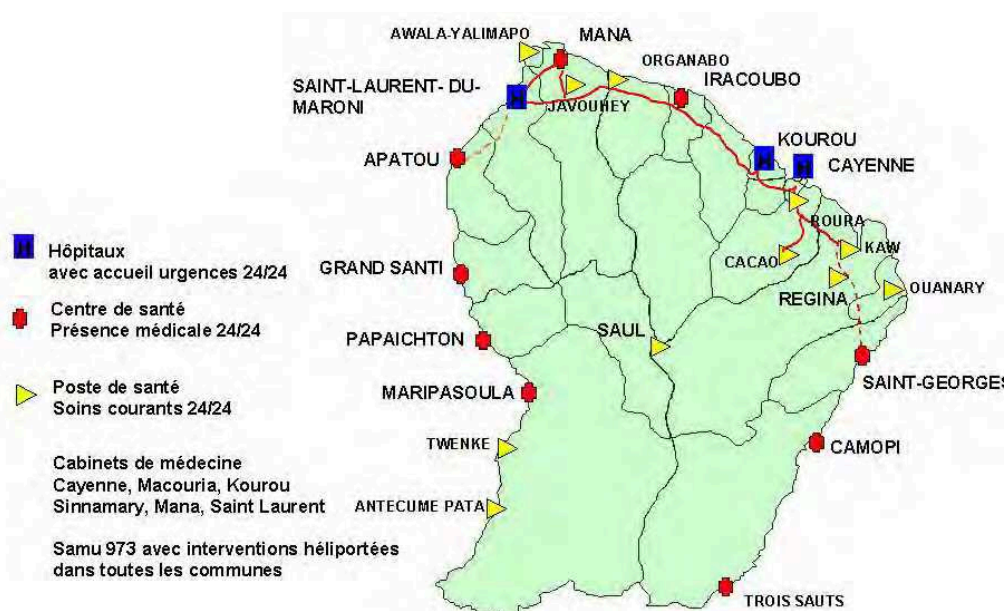 AWALA-YALIMAPO
MANA
ORGANABO
IRACOUBO
SAINT-LAURENT- DU-
MARONI
H
JAVOUHEY
KOUROU
H
CAYENNE
H
APATOU
ROURA
KAW
CACAO
OUANARY
REGINA
GRAND SANTI
SAUL
PAPAICHTON
SAINT-GEORGES
MARIPASOULA
CAMOPI
TWENKE
ANTECUME PATA
TROIS SAUTS
H
Hôpitaux
avec accueil urgences 24/24
Centre de santé
Présence médicale 24/24
Poste de santé
Soins courants 24/24
Cabinets de médecine
Cayenne, Macouria, Kourou
Sinnamary, Mana, Saint Laurent
Samu 973 avec interventions héliportées
dans toutes les communes